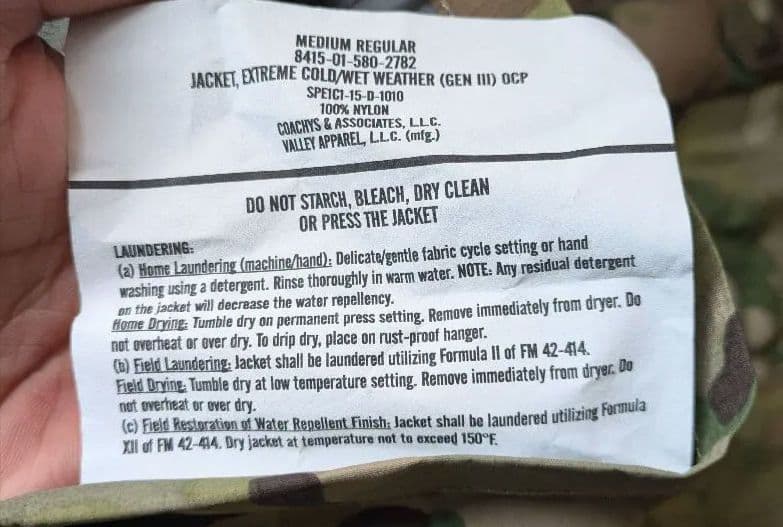 MEDIUM REGULAR
8415-01-580-2782
JACKET, EXTREME COLD/WET WEATHER (GEN III) OCP
SPE1C1-15-D-1010
100% NYLON
COACHYS & ASSOCIATES, L.L.C.
VALLEY APPAREL, L.L.C. (mfg.)
DO NOT STARCH, BLEACH, DRY CLEAN
OR PRESS THE JACKET
LAUNDERING:
(a) Home Laundering (machine/hand): Delicate/gentle fabric cycle setting or hand
washing using a detergent. Rinse thoroughly in warm water. NOTE: Any residual detergent
on the jacket will decrease the water repellency.
Home Drying: Tumble dry on permanent press setting. Remove immediately from dryer. Do
not overheat or over dry. To drip dry, place on rust-proof hanger.
(b) Field Laundering: Jacket shall be laundered utilizing Formula II of FM 42-414.
Field Drying: Tumble dry at low temperature setting. Remove immediately from dryer. Do
not overheat or over dry.
(c) Field Restoration of Water Repellent Finish: Jacket shall be laundered utilizing Formula
XII of FM 42-414. Dry jacket at temperature not to exceed 150°F.